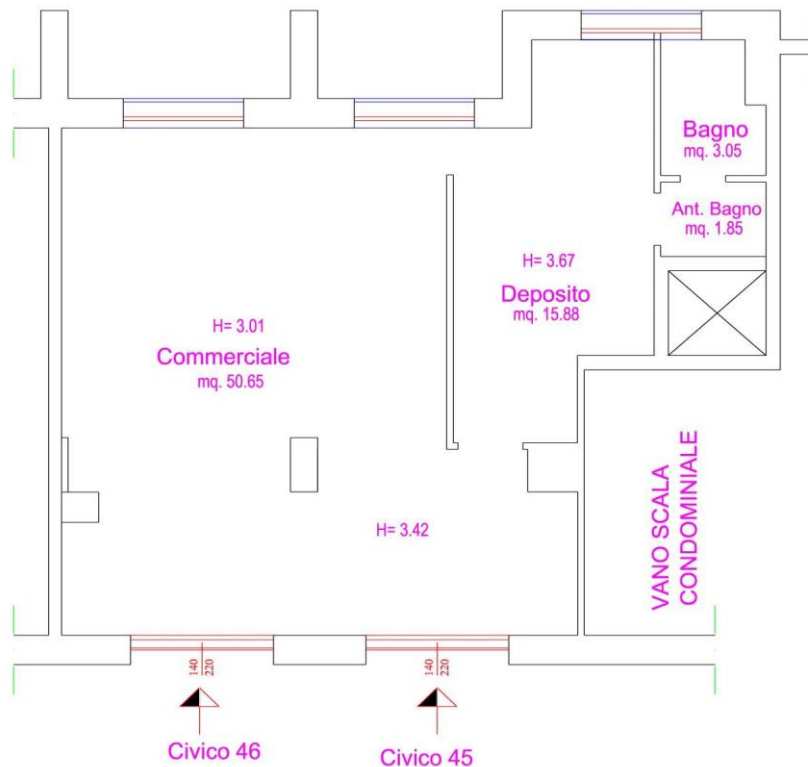 Bagno
mq. 3.05
Ant. Bagno
mq. 1.85
H= 3.67
Deposito
mq. 15.88
H= 3.01
Commerciale
mq. 50.65
H= 3.42
VANO SCALA
CONDOMINIALE
140
220
140
220
Civico 46
Civico 45